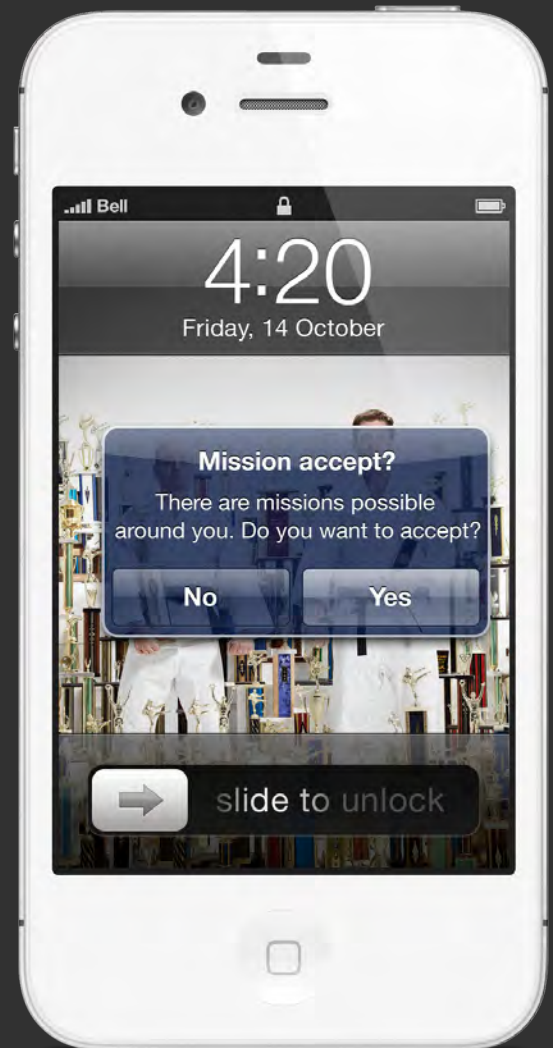 Bell
4:20
Friday, 14 October
Mission accept?
There are missions possible
around you. Do you want to accept?
No Yes
slide to unlock